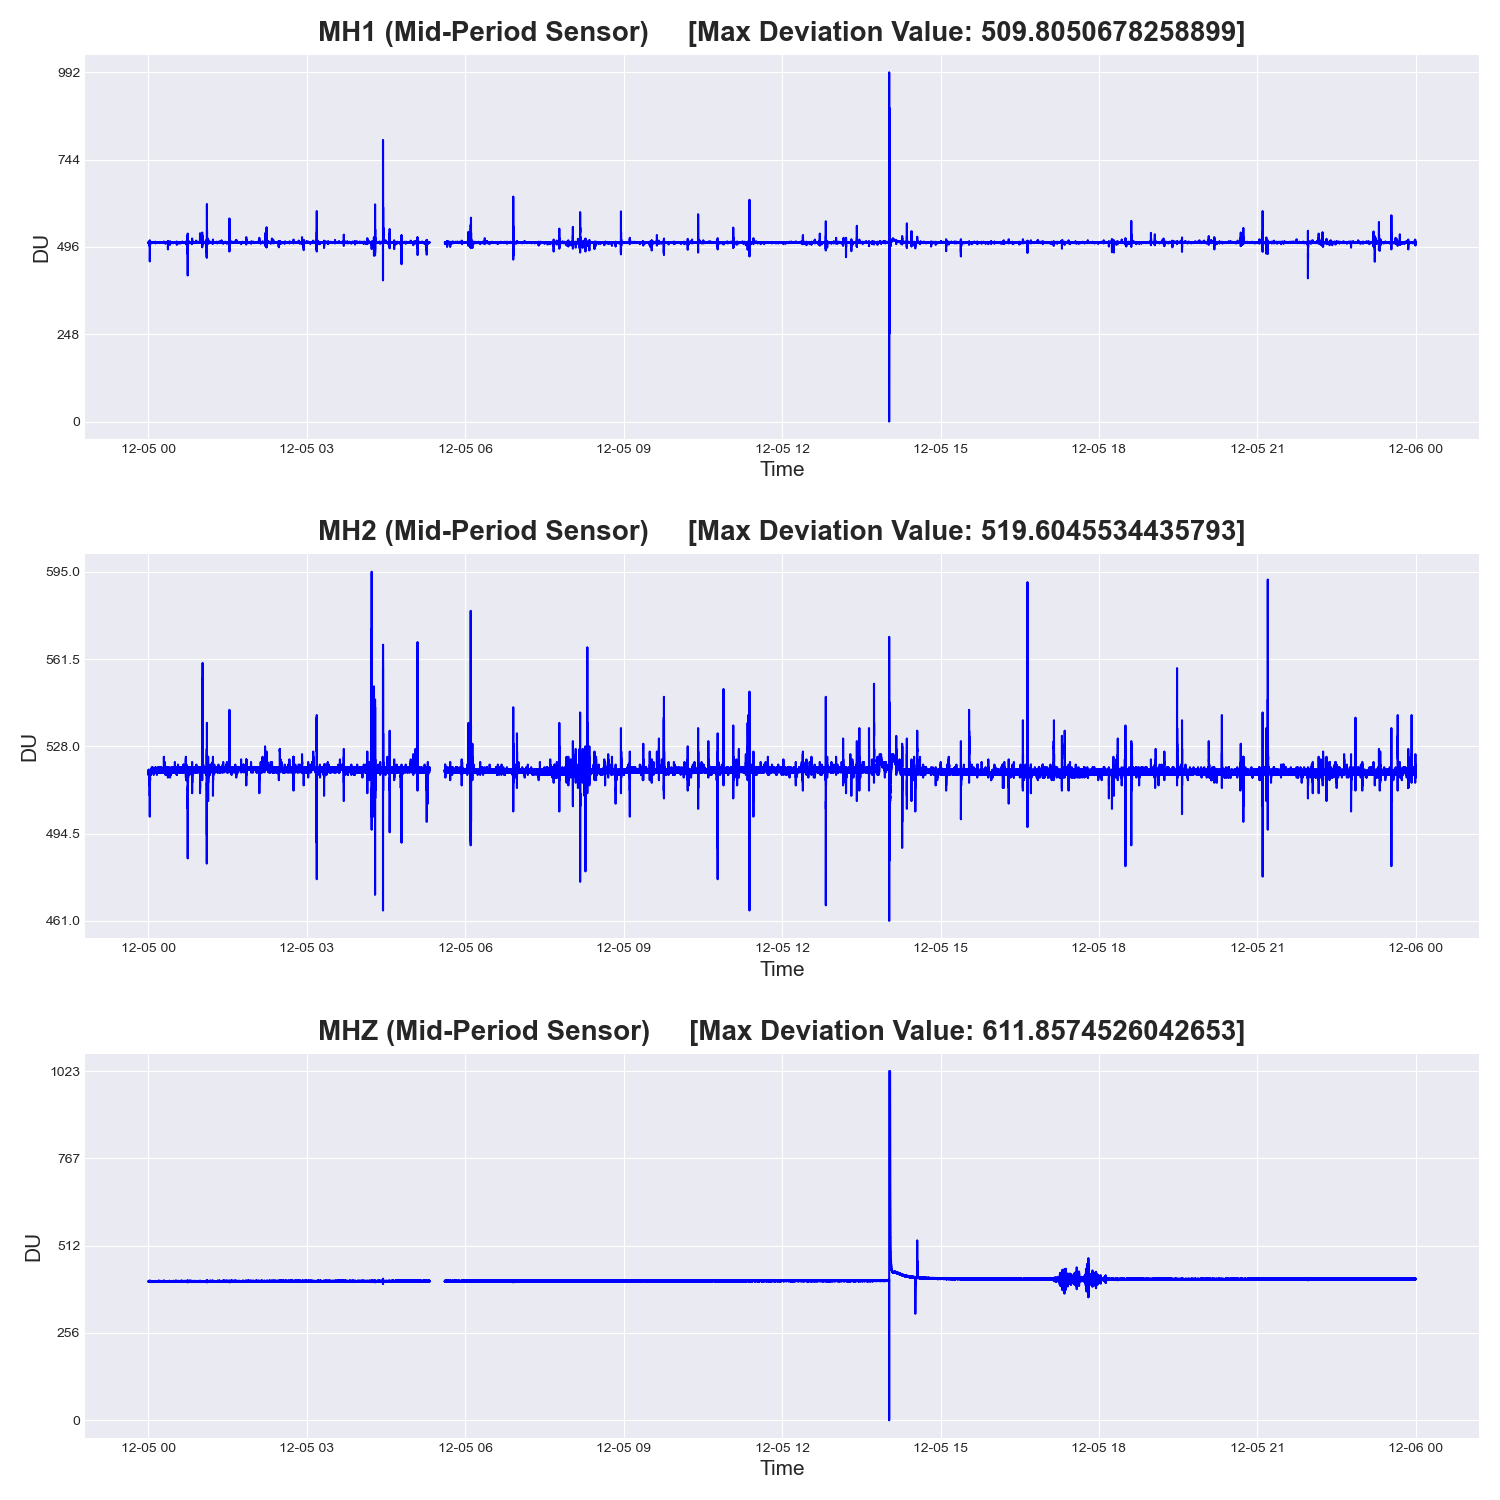 MH1 (Mid-Period Sensor) [Max Deviation Value: 509.8050678258899]
992
744
496
248
0
DU
12-05 00 12-05 03 12-05 06 12-05 09 12-05 12 12-05 15 12-05 18 12-05 21 12-06 00
Time
MH2 (Mid-Period Sensor) [Max Deviation Value: 519.6045534435793]
595.0
561.5
528.0
494.5
461.0
DU
12-05 00 12-05 03 12-05 06 12-05 09 12-05 12 12-05 15 12-05 18 12-05 21 12-06 00
Time
MHZ (Mid-Period Sensor) [Max Deviation Value: 611.8574526042653]
1023
767
512
256
0
DU
12-05 00 12-05 03 12-05 06 12-05 09 12-05 12 12-05 15 12-05 18 12-05 21 12-06 00
Time